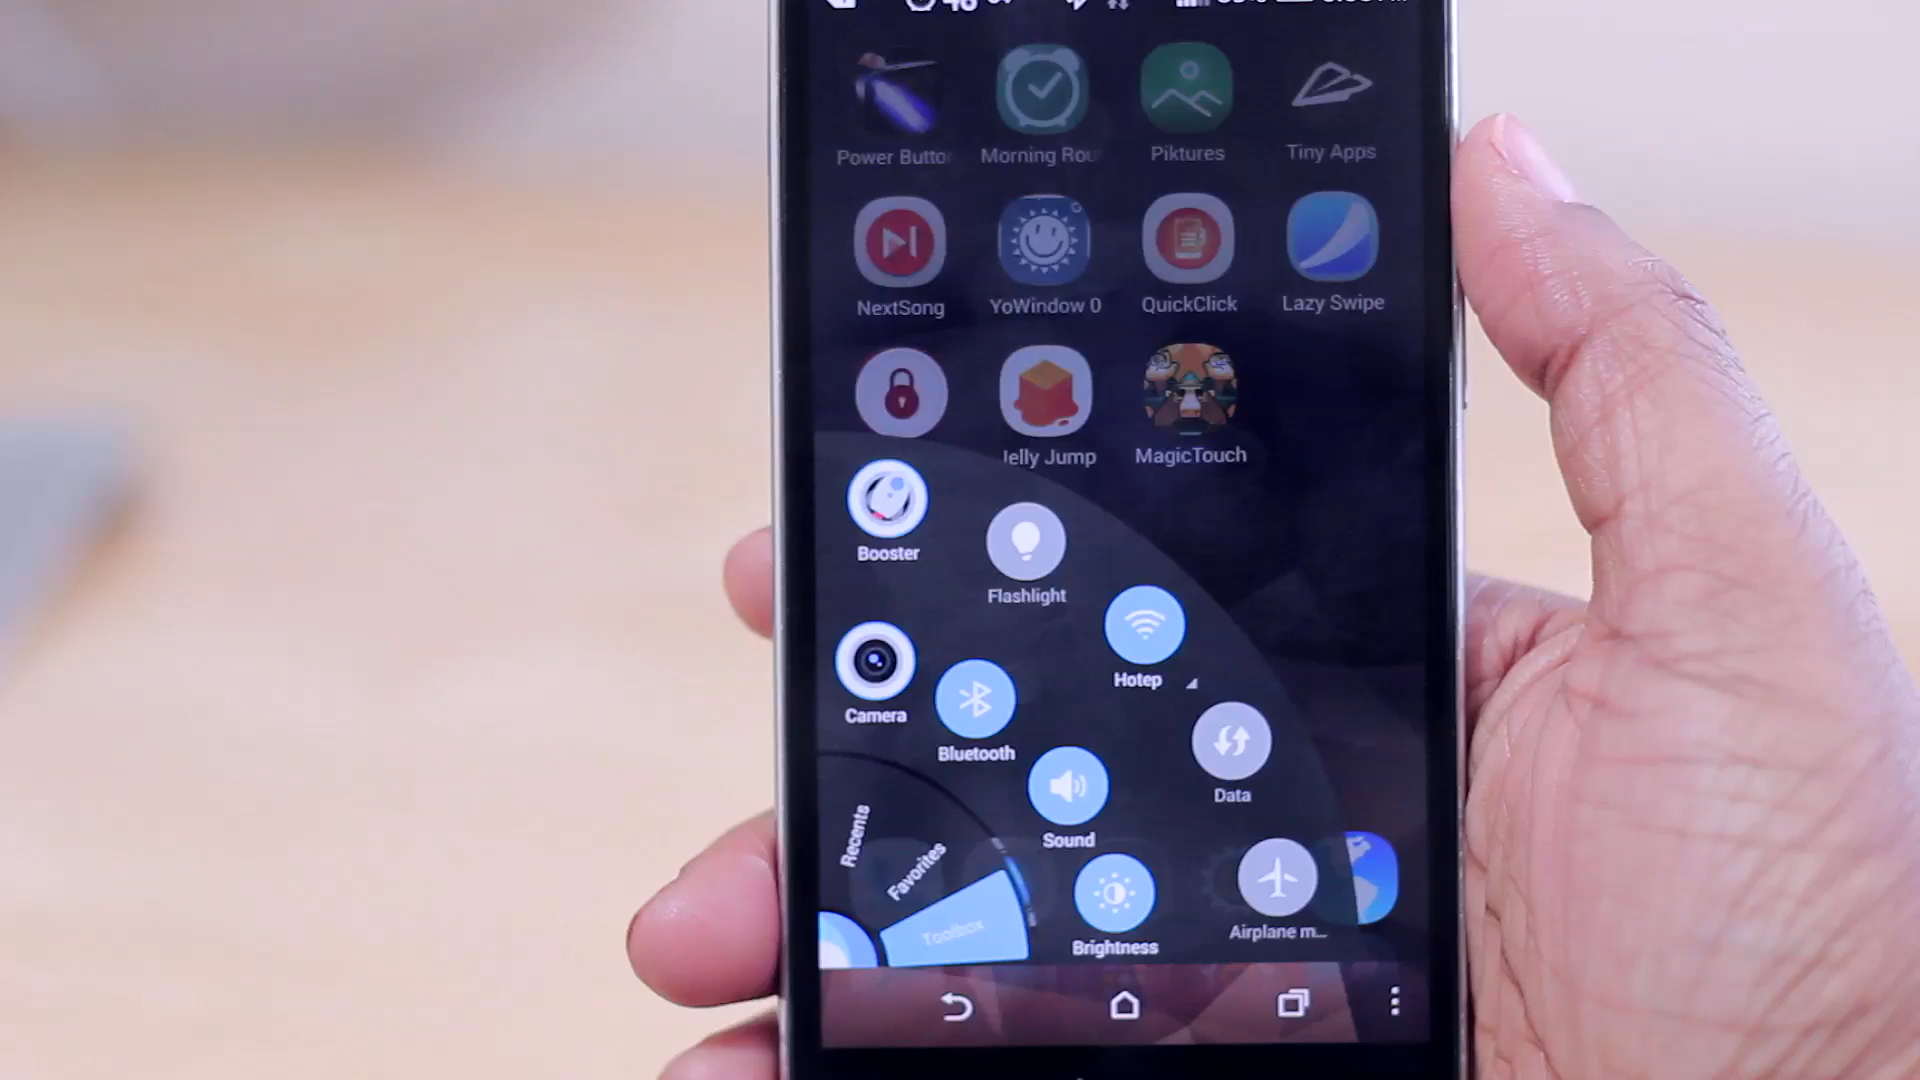 Power Button
Morning Rou
Piktures
Tiny Apps
NextSong
YoWindow 0
QuickClick
Lazy Swipe
Jelly Jump
MagicTouch
Booster
Flashlight
Hotep
Camera
Bluetooth
Data
Sound
Recents
Favorites
Toolbox
Brightness
Airplane m...